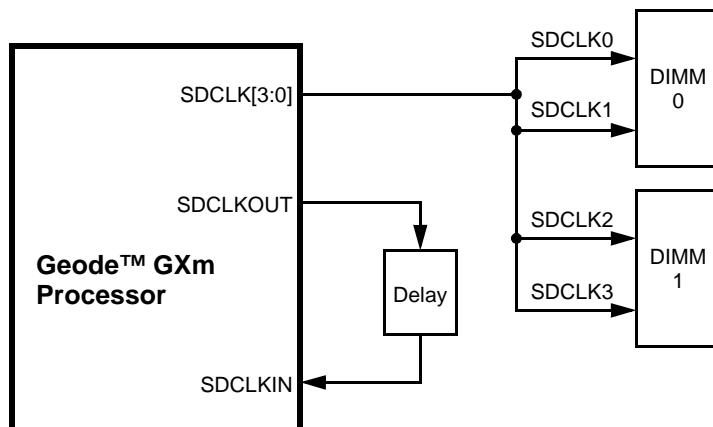 SDCLK[3:0]
SDCLKOUT
Geode™ GXm
Processor
SDCLKIN
Delay
SDCLK0
SDCLK1
DIMM
0
SDCLK2
SDCLK3
DIMM
1